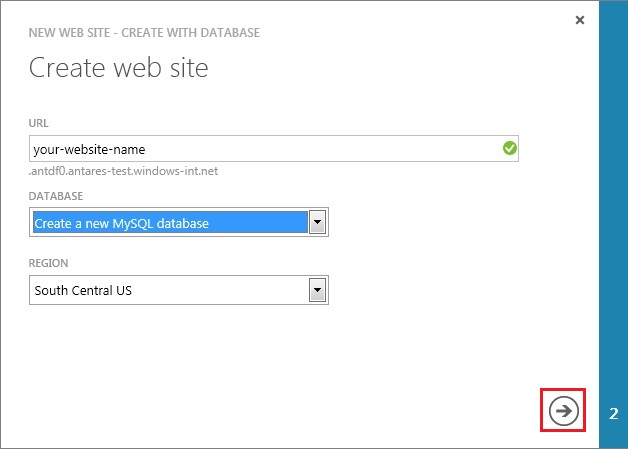 NEW WEB SITE - CREATE WITH DATABASE
Create web site
URL
your-website-name
.antdf0.antares-test.windows-int.net
DATABASE
Create a new MySQL database
REGION
South Central US
2